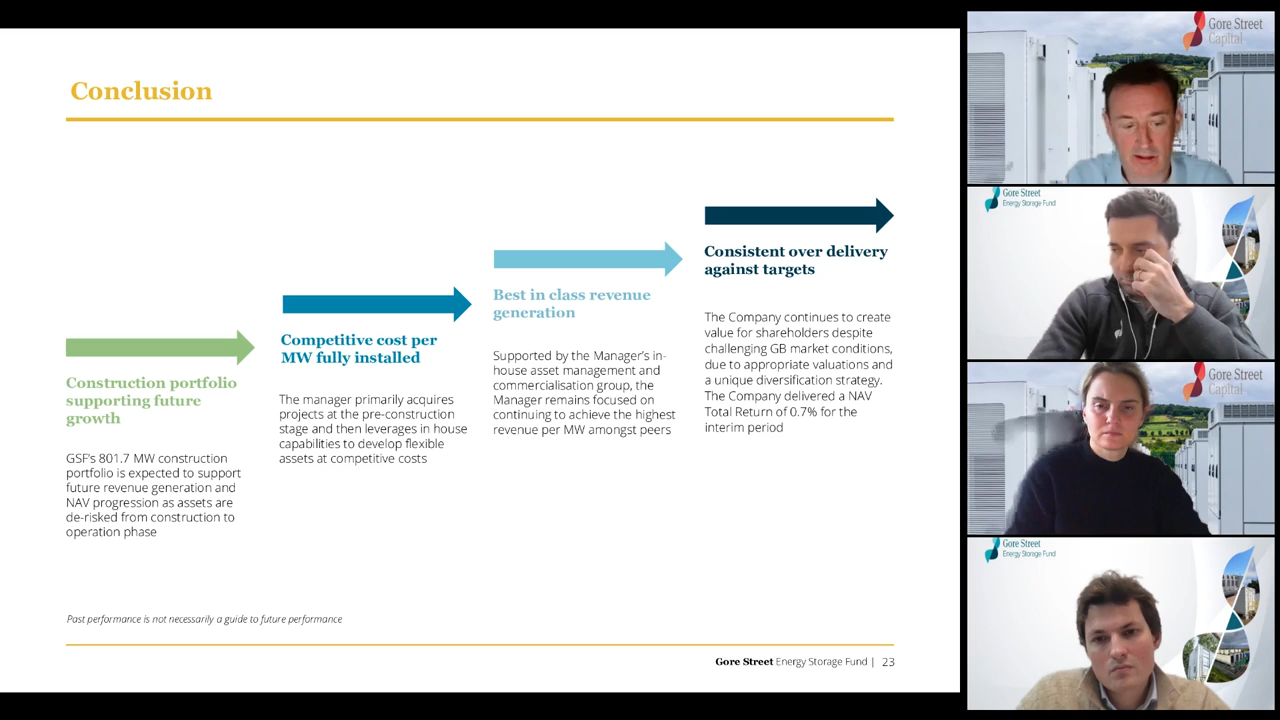 Conclusion
Construction portfolio
supporting future
growth
GSF's 801.7 MW construction
portfolio is expected to support
future revenue generation and
NAV progression as assets are
de-risked from construction to
operation phase
Competitive cost per
MW fully installed
The manager primarily acquires
projects at the pre-construction
stage and then leverages in house
capabilities to develop flexible
assets at competitive costs
Best in class revenue
generation
Supported by the Manager's in-
house asset management and
commercialisation group, the
Manager remains focused on
continuing to achieve the highest
revenue per MW amongst peers
Consistent over delivery
against targets
The Company continues to create
value for shareholders despite
challenging GB market conditions,
due to appropriate valuations and
a unique diversification strategy.
The Company delivered a NAV
Total Return of 0.7% for the
interim period
Past performance is not necessarily a guide to future performance
Gore Street Energy Storage Fund | 23
Gore Street
Capital
Gore Street
Energy Storage Fund
Gore Street
Capital
Gore Street
Energy Storage Fund